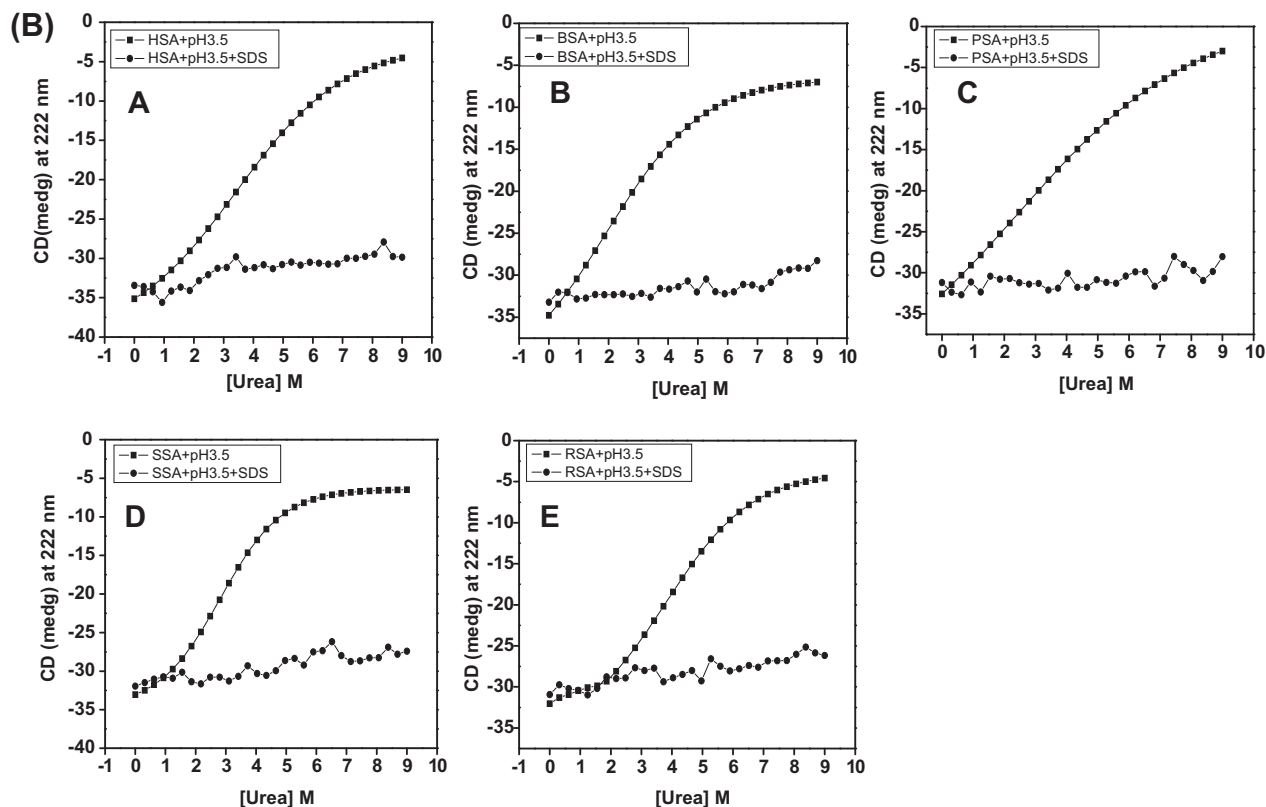 (B)
HSA+pH3.5
HSA+pH3.5+SDS
A
CD(medg) at 222 nm
-5
-10
-15
-20
-25
-30
-35
-40
-1 0 1 2 3 4 5 6 7 8 9 10
[Urea] M
BSA+pH3.5
BSA+pH3.5+SDS
B
CD (medg) at 222 nm
0
-5
-10
-15
-20
-25
-30
-35
-1 0 1 2 3 4 5 6 7 8 9 10
[Urea] M
PSA+pH3.5
PSA+pH3.5+SDS
C
CD (medg) at 222 nm
0
-5
-10
-15
-20
-25
-30
-35
0 1 2 3 4 5 6 7 8 9 10
[Urea] M
SSA+pH3.5
SSA+pH3.5+SDS
D
CD (medg) at 222 nm
0
-5
-10
-15
-20
-25
-30
-35
-40
-1 0 1 2 3 4 5 6 7 8 9 10
[Urea] M
RSA+pH3.5
RSA+pH3.5+SDS
E
CD (medg) at 222 nm
0
-5
-10
-15
-20
-25
-30
-35
-1 0 1 2 3 4 5 6 7 8 9 10
[Urea] M